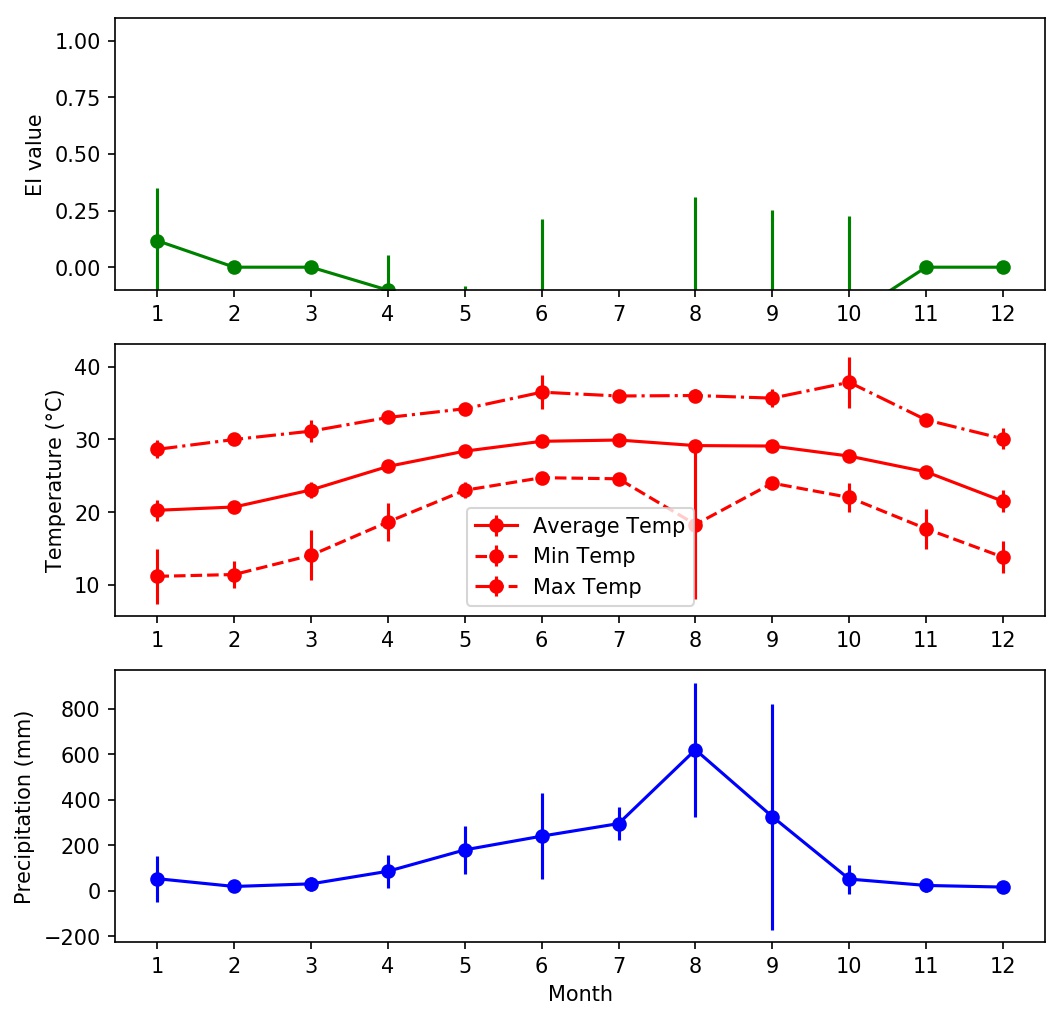 EI value
1.00
0.75
0.50
0.25
0.00
1 2 3 4 5 6 7 8 9 10 11 12
Temperature (°C)
40
30
20
10
Average Temp
Min Temp
Max Temp
1 2 3 4 5 6 7 8 9 10 11 12
Precipitation (mm)
800
600
400
200
0
−200
1 2 3 4 5 6 7 8 9 10 11 12
Month